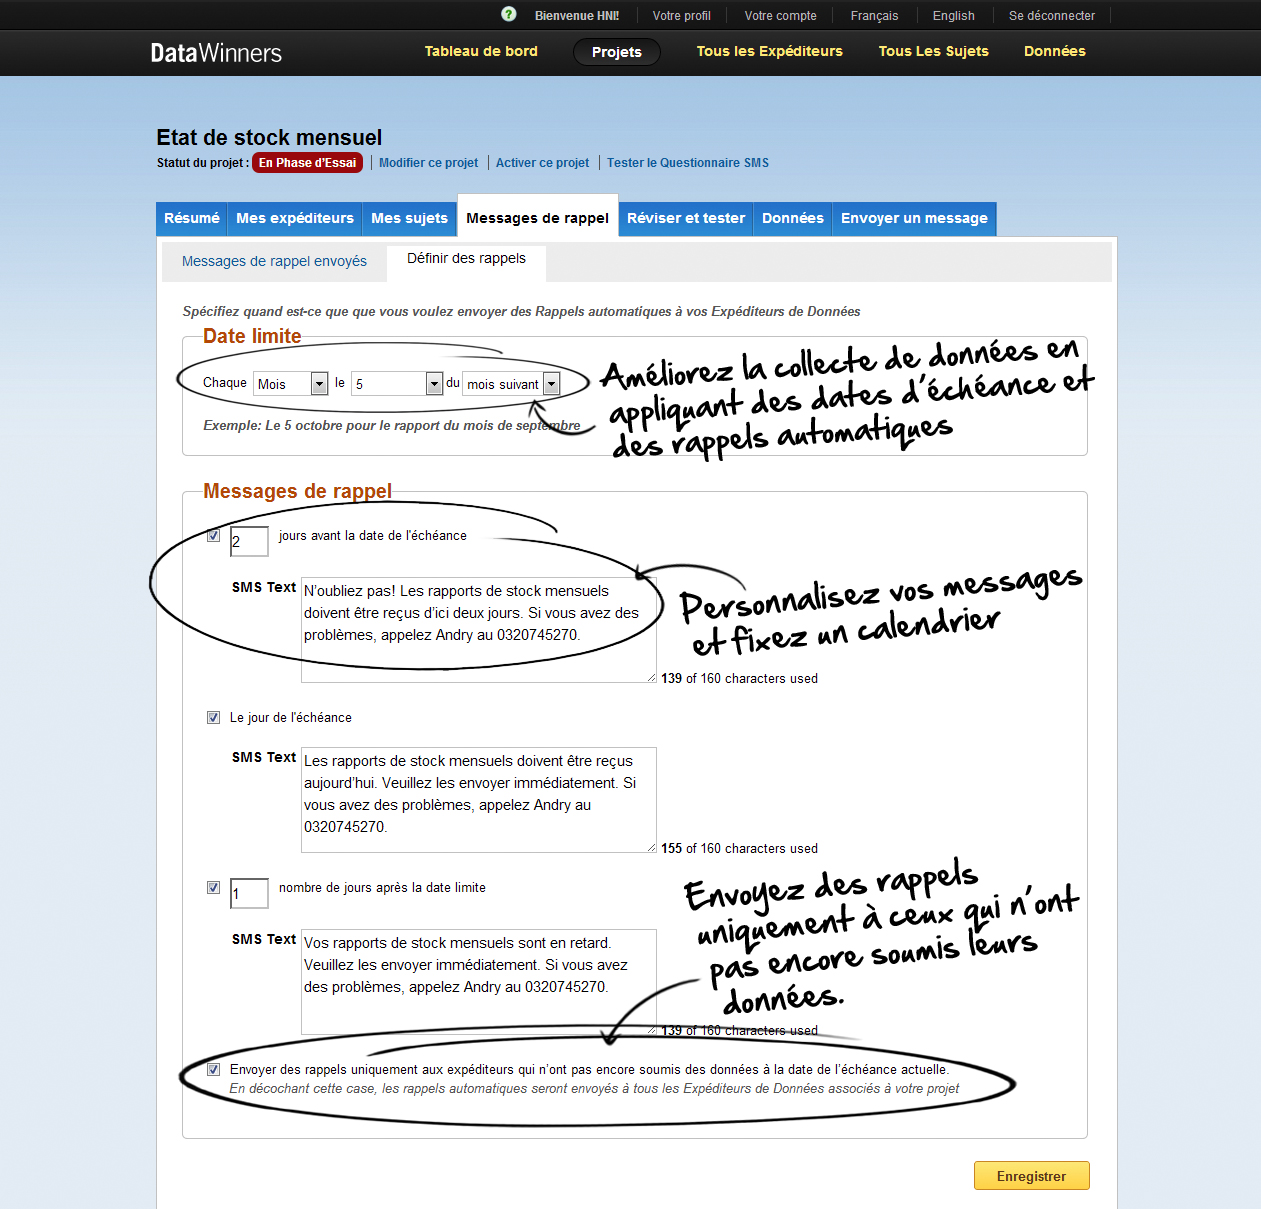 ? Bienvenue HNI! Votre profil Votre compte Français English Se déconnecter
DataWinners Tableau de bord Projets Tous les Expéditeurs Tous Les Sujets Données
Etat de stock mensuel
Statut du projet : En Phase d'Essai Modifier ce projet Activer ce projet Tester le Questionnaire SMS
Résumé Mes expéditeurs Mes sujets Messages de rappel Réviser et tester Données Envoyer un message
Messages de rappel envoyés Définir des rappels
Spécifiez quand est-ce que que vous voulez envoyer des Rappels automatiques à vos Expéditeurs de Données
Date limite
Chaque Mois le 5 du mois suivant
Exemple: Le 5 octobre pour le rapport du mois de septembre
Améliorez la collecte de données en
appliquant des dates d'échéance et
des rappels automatiques
Messages de rappel
2 jours avant la date de l'échéance
SMS Text N'oubliez pas! Les rapports de stock mensuels
doivent être reçus d'ici deux jours. Si vous avez des
problèmes, appelez Andry au 0320745270.
139 of 160 characters used
Personnalisez vos messages
et fixez un calendrier
Le jour de l'échéance
SMS Text Les rapports de stock mensuels doivent être reçus
aujourd'hui. Veuillez les envoyer immédiatement. Si
vous avez des problèmes, appelez Andry au
0320745270.
155 of 160 characters used
1 nombre de jours après la date limite
SMS Text Vos rapports de stock mensuels sont en retard.
Veuillez les envoyer immédiatement. Si vous avez
des problèmes, appelez Andry au 0320745270.
139 of 160 characters used
Envoyez des rappels
uniquement à ceux qui n'ont
pas encore soumis leurs
données.
Envoyer des rappels uniquement aux expéditeurs qui n'ont pas encore soumis des données à la date de l'échéance actuelle.
En décochant cette case, les rappels automatiques seront envoyés à tous les Expéditeurs de Données associés à votre projet
Enregistrer